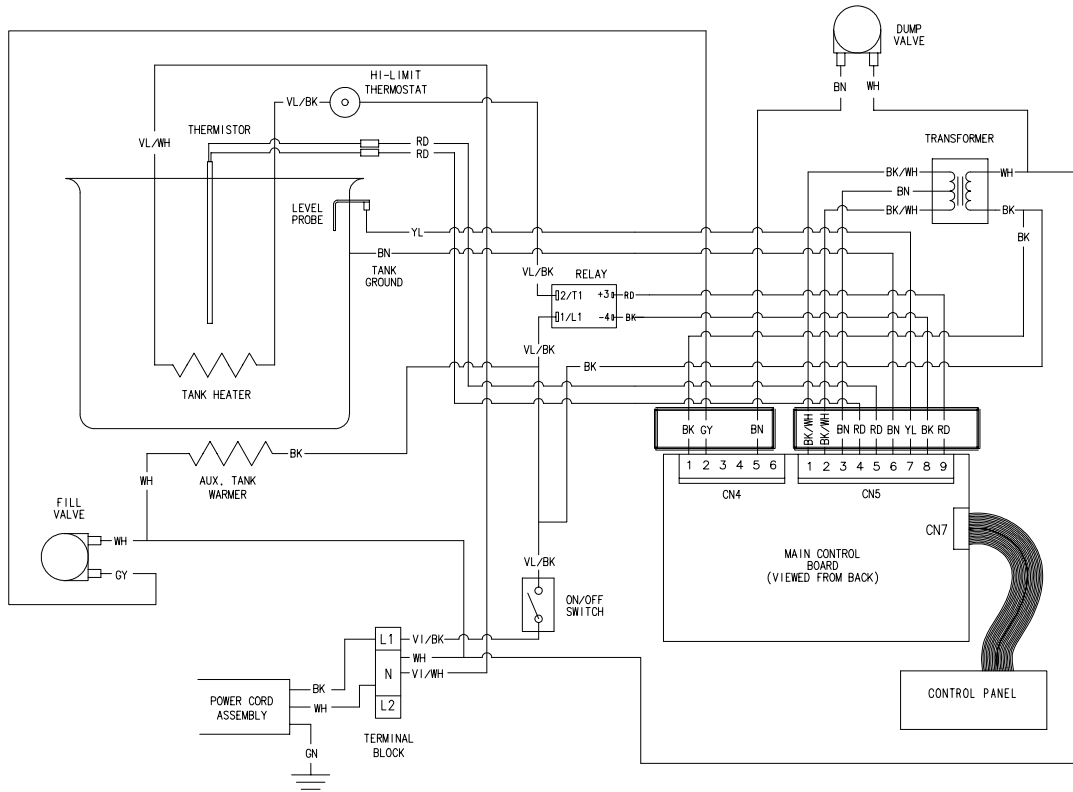 DUMP
VALVE
BN
WH
HI-LIMIT
THERMOSTAT
VL/BK
VL/WH
THERMISTOR
RD
RD
TRANSFORMER
BK/WH
WH
BN
BK/WH
BK
BK
LEVEL
PROBE
YL
BN
TANK
GROUND
VL/BK
RELAY
2/T1
+3
RD
1/L1
-4
BK
VL/BK
BK
TANK HEATER
BK GY BN
BK/WH BK/WH BN RD RD BN YL BK RD
1 2 3 4 5 6
1 2 3 4 5 6 7 8 9
CN4
CN5
BK
WH
AUX. TANK
WARMER
FILL
VALVE
WH
GY
CN7
MAIN CONTROL
BOARD
(VIEWED FROM BACK)
VL/BK
ON/OFF
SWITCH
L1
VI/BK
WH
N
VI/WH
L2
BK
POWER CORD
ASSEMBLY
WH
GN
TERMINAL
BLOCK
CONTROL PANEL